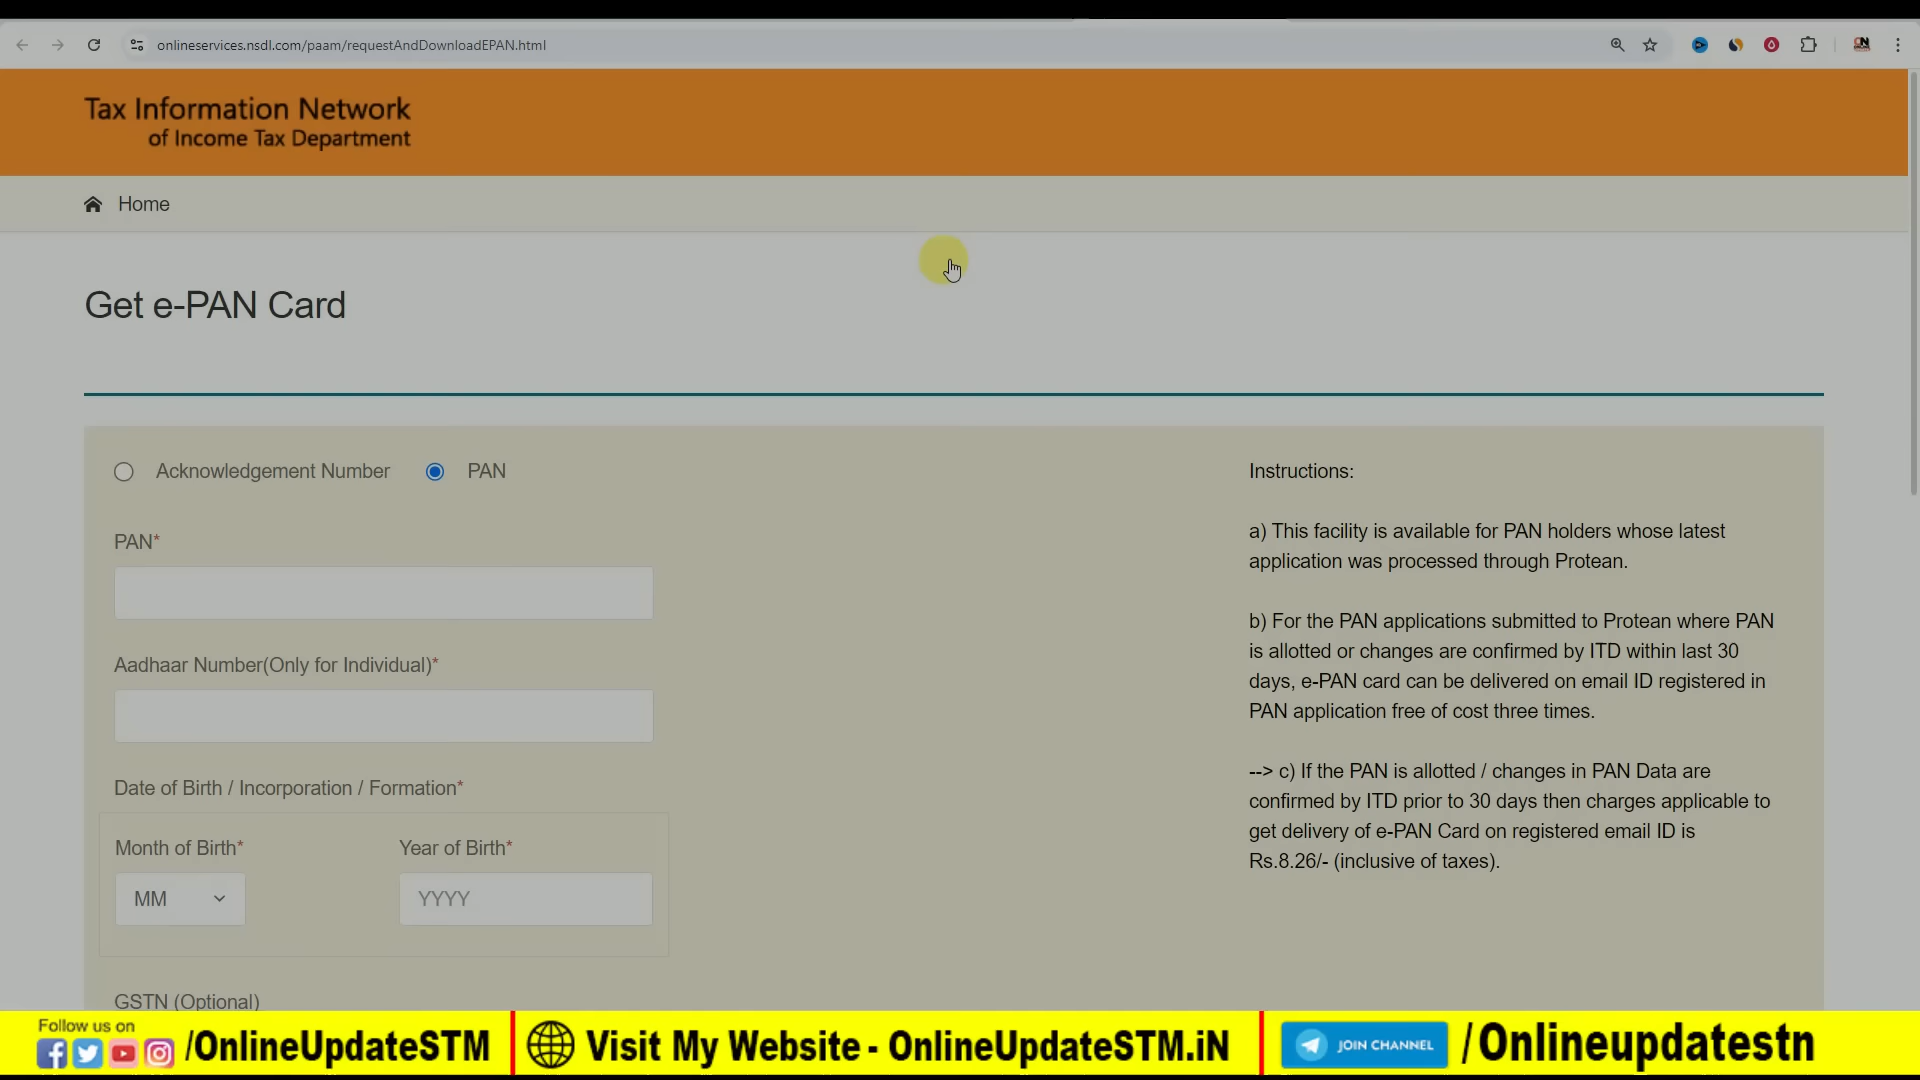 onlineservices.nsdl.com/paam/requestAndDownloadEPAN.html
Tax Information Network
of Income Tax Department
Home
Get e-PAN Card
Acknowledgement Number
PAN
PAN*
Aadhaar Number(Only for Individual)*
Date of Birth / Incorporation / Formation*
Month of Birth*
Year of Birth*
MM
YYYY
GSTN (Optional)
Instructions:
a) This facility is available for PAN holders whose latest
application was processed through Protean.
b) For the PAN applications submitted to Protean where PAN
is allotted or changes are confirmed by ITD within last 30
days, e-PAN card can be delivered on email ID registered in
PAN application free of cost three times.
--> c) If the PAN is allotted / changes in PAN Data are
confirmed by ITD prior to 30 days then charges applicable to
get delivery of e-PAN Card on registered email ID is
Rs.8.26/- (inclusive of taxes).
Follow us on
/OnlineUpdateSTM
Visit My Website - OnlineUpdateSTM.iN
JOIN CHANNEL
/Onlineupdatestn